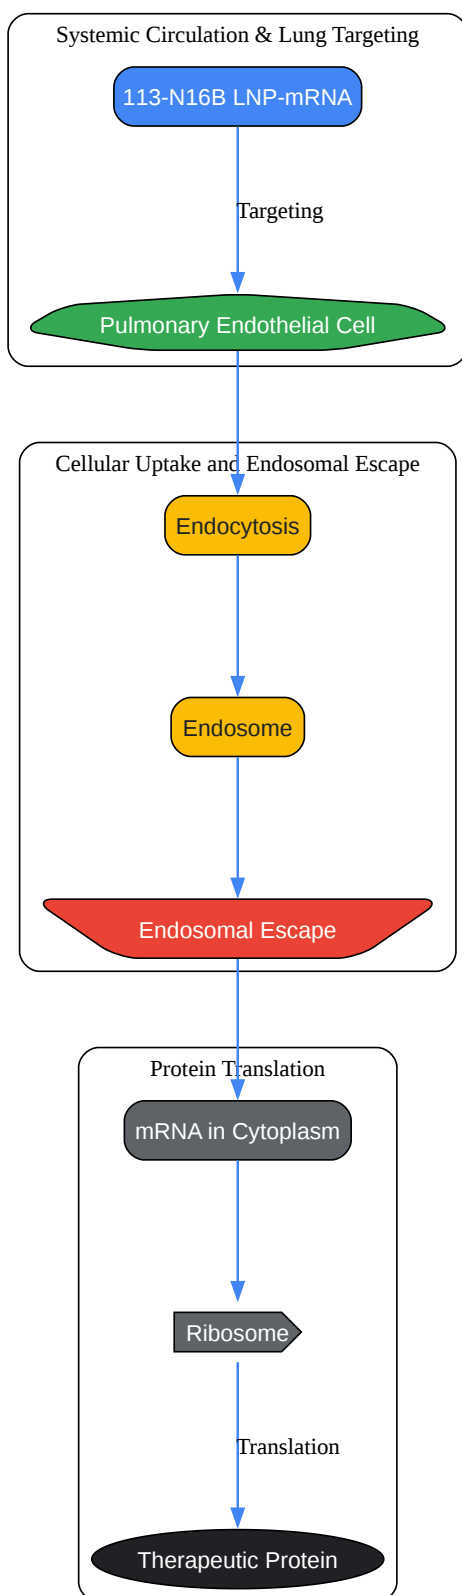 Systemic Circulation & Lung Targeting
113-N16B LNP-mRNA
Targeting
Pulmonary Endothelial Cell
Cellular Uptake and Endosomal Escape
Endocytosis
Endosome
Endosomal Escape
Protein Translation
mRNA in Cytoplasm
Ribosome
Translation
Therapeutic Protein